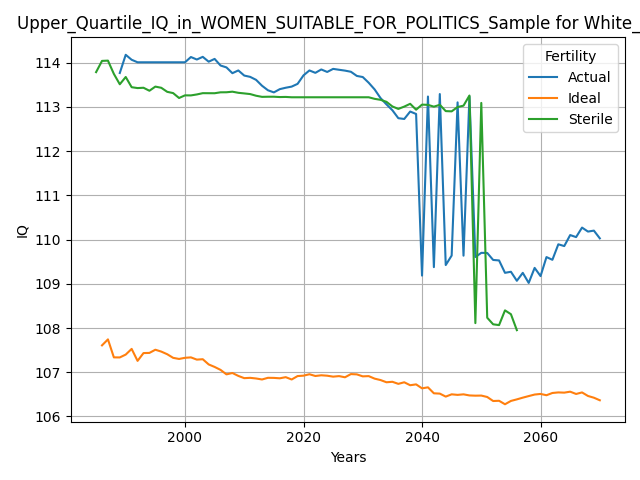 Upper_Quartile_IQ_in_WOMEN_SUITABLE_FOR_POLITICS_Sample for White_
Fertility
Actual
Ideal
Sterile
IQ
114
113
112
111
110
109
108
107
106
2000
2020
2040
2060
Years